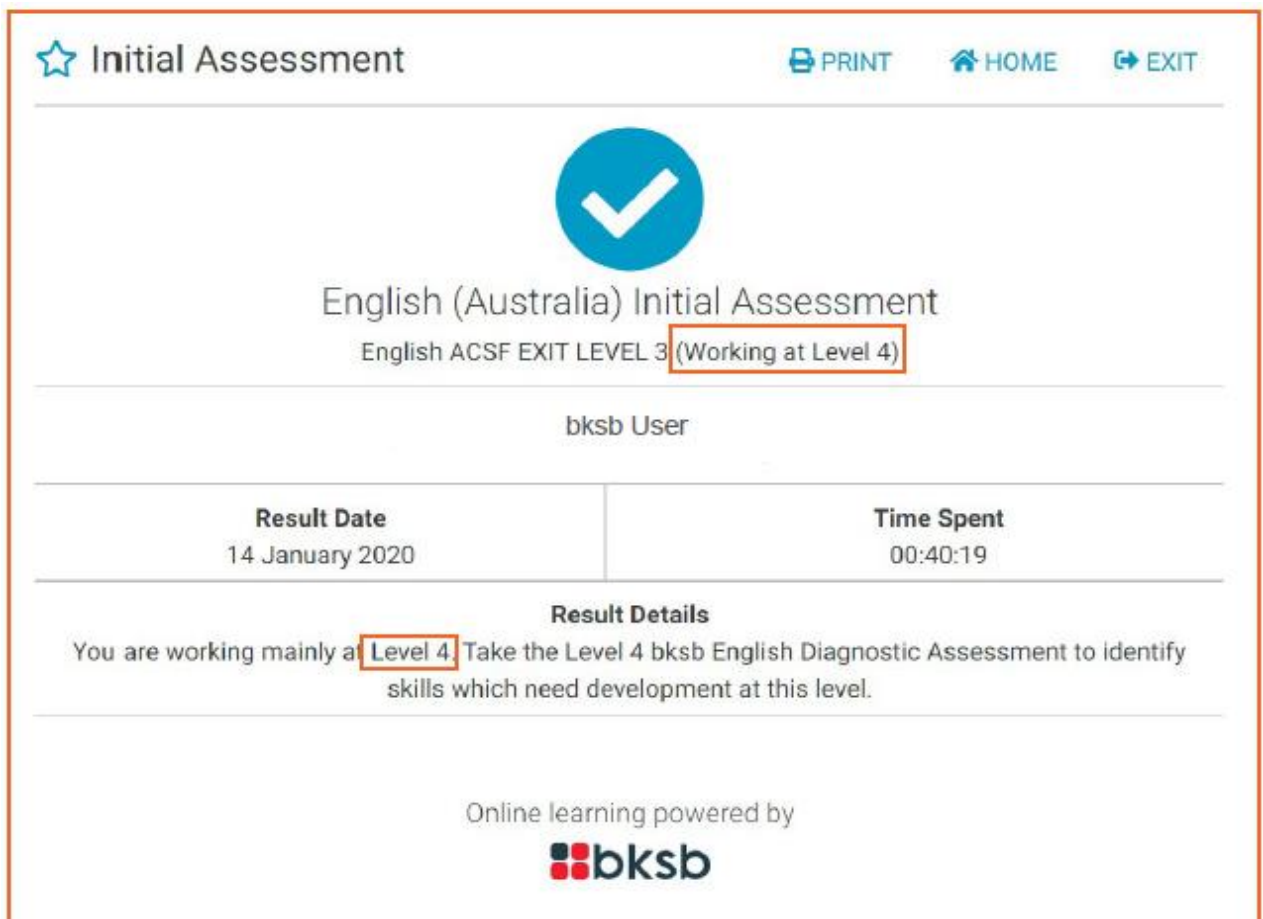 Initial Assessment
PRINT
HOME
EXIT
English (Australia) Initial Assessment
English ACSF EXIT LEVEL 3 (Working at Level 4)
bksb User
Result Date
14 January 2020
Time Spent
00:40:19
Result Details
You are working mainly at Level 4. Take the Level 4 bksb English Diagnostic Assessment to identify
skills which need development at this level.
Online learning powered by
bksb